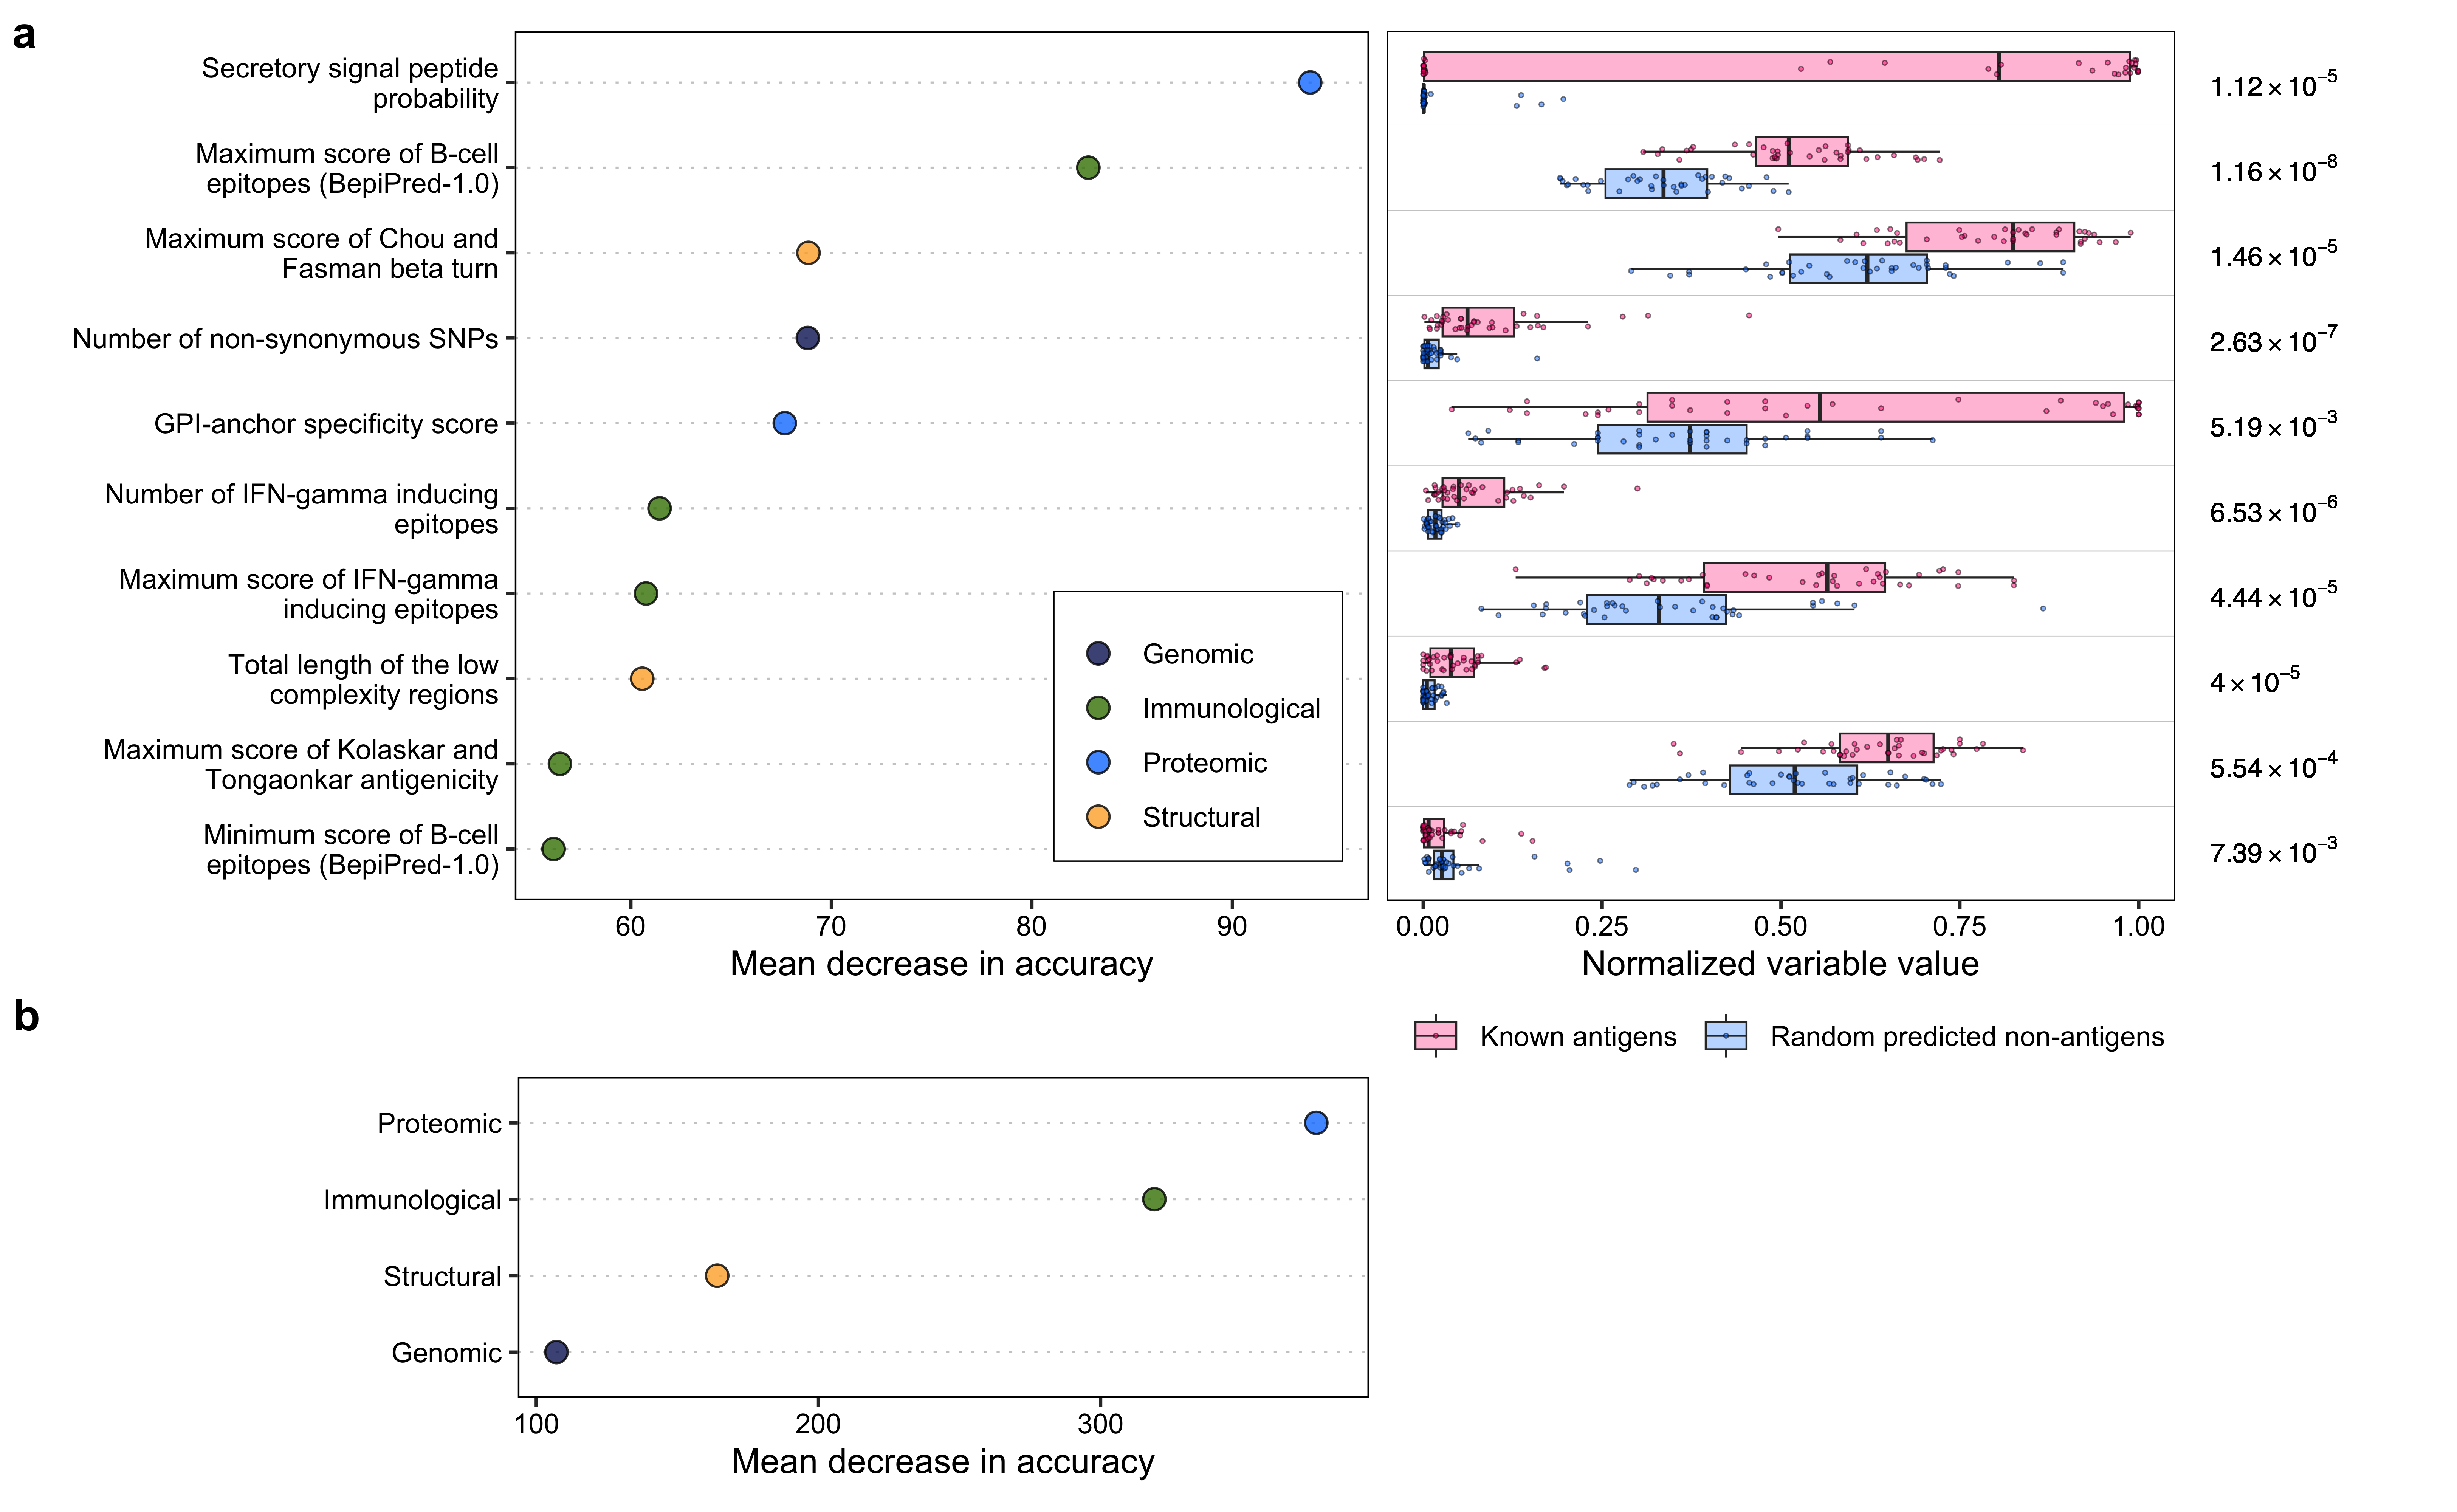 a
Secretory signal peptide
probability
1.12 × 10⁻⁵
Maximum score of B-cell
epitopes (BepiPred-1.0)
1.16 × 10⁻⁸
Maximum score of Chou and
Fasman beta turn
1.46 × 10⁻⁵
Number of non-synonymous SNPs
2.63 × 10⁻⁷
GPI-anchor specificity score
5.19 × 10⁻³
Number of IFN-gamma inducing
epitopes
6.53 × 10⁻⁶
Maximum score of IFN-gamma
inducing epitopes
4.44 × 10⁻⁵
Total length of the low
complexity regions
4 × 10⁻⁵
Maximum score of Kolaskar and
Tongaonkar antigenicity
5.54 × 10⁻⁴
Minimum score of B-cell
epitopes (BepiPred-1.0)
7.39 × 10⁻³
Genomic
Immunological
Proteomic
Structural
60 70 80 90
Mean decrease in accuracy
0.00 0.25 0.50 0.75 1.00
Normalized variable value
Known antigens
Random predicted non-antigens
b
Proteomic
Immunological
Structural
Genomic
100 200 300
Mean decrease in accuracy